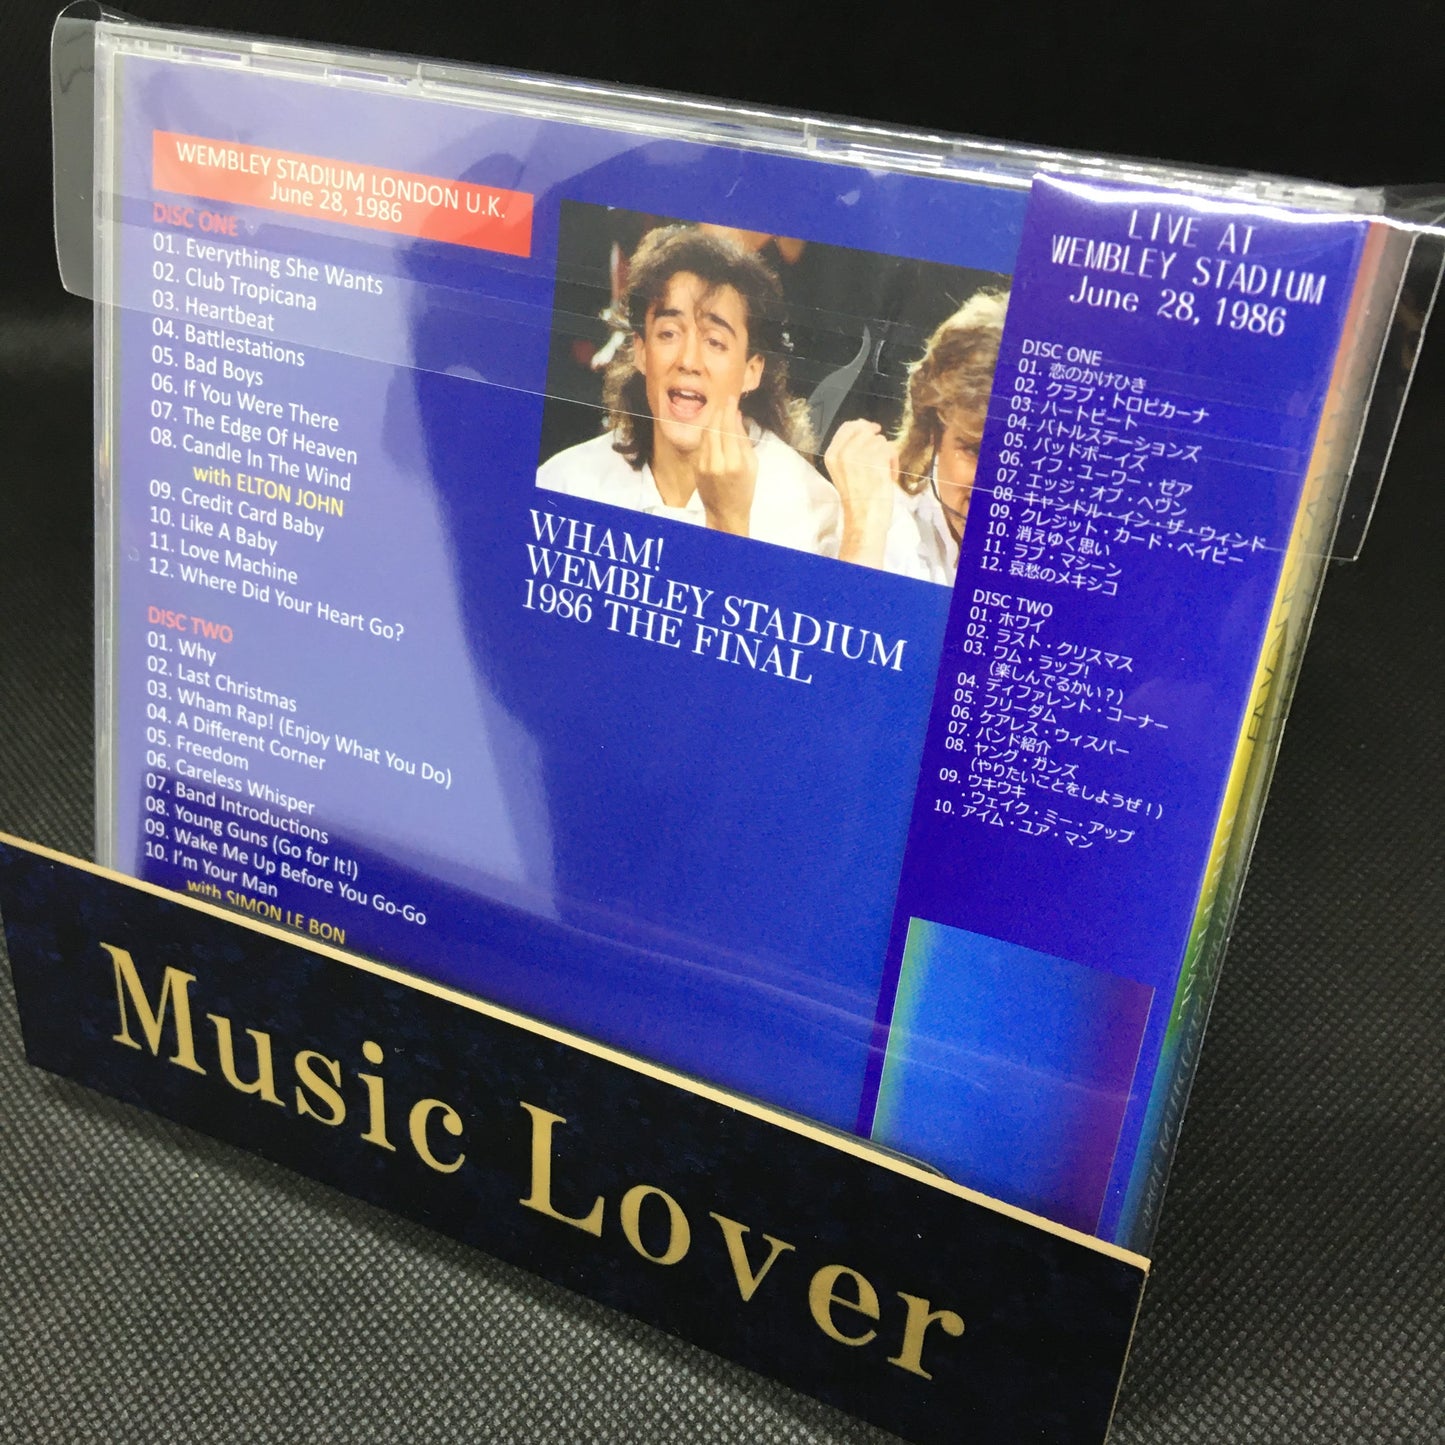 WEMBLEY STADIUM LONDON U.K.
June 28, 1986
DISC ONE
01. Everything She Wants
02. Club Tropicana
03. Heartbeat
04. Battlestations
05. Bad Boys
06. If You Were There
07. The Edge Of Heaven
08. Candle In The Wind
with ELTON JOHN
09. Credit Card Baby
10. Like A Baby
11. Love Machine
12. Where Did Your Heart Go?
DISC TWO
01. Why
02. Last Christmas
03. Wham Rap! (Enjoy What You Do)
04. A Different Corner
05. Freedom
06. Careless Whisper
07. Band Introductions
08. Young Guns (Go for It!)
09. Wake Me Up Before You Go-Go
10. I'm Your Man
with SIMON LE BON
WHAM!
WEMBLEY STADIUM
1986 THE FINAL
LIVE AT
WEMBLEY STADIUM
June 28, 1986
DISC ONE
01. 恋のかけひき
02. クラブ・トロピカーナ
03. ハートビート
04. バトルステーションズ
05. バッドボーイズ
06. イフ・ユーワー・ゼア
07. エッジ・オブ・ヘヴン
08. キャンドル・イン・ザ・ウィンド
09. クレジット・カード・ベイビー
10. 消えゆく思い
11. ラブ・マシーン
12. 哀愁のメキシコ
DISC TWO
01. ホワイ
02. ラスト・クリスマス
03. ワム・ラップ!
(楽しんでるかい？)
04. ディファレント・コーナー
05. フリーダム
06. ケアレス・ウィスパー
07. バンド紹介
08. ヤング・ガンズ
(やりたいことをしようぜ！)
09. ウキウキ
・ウェイク・ミー・アップ
10. アイム・ユア・マン
Music Lover